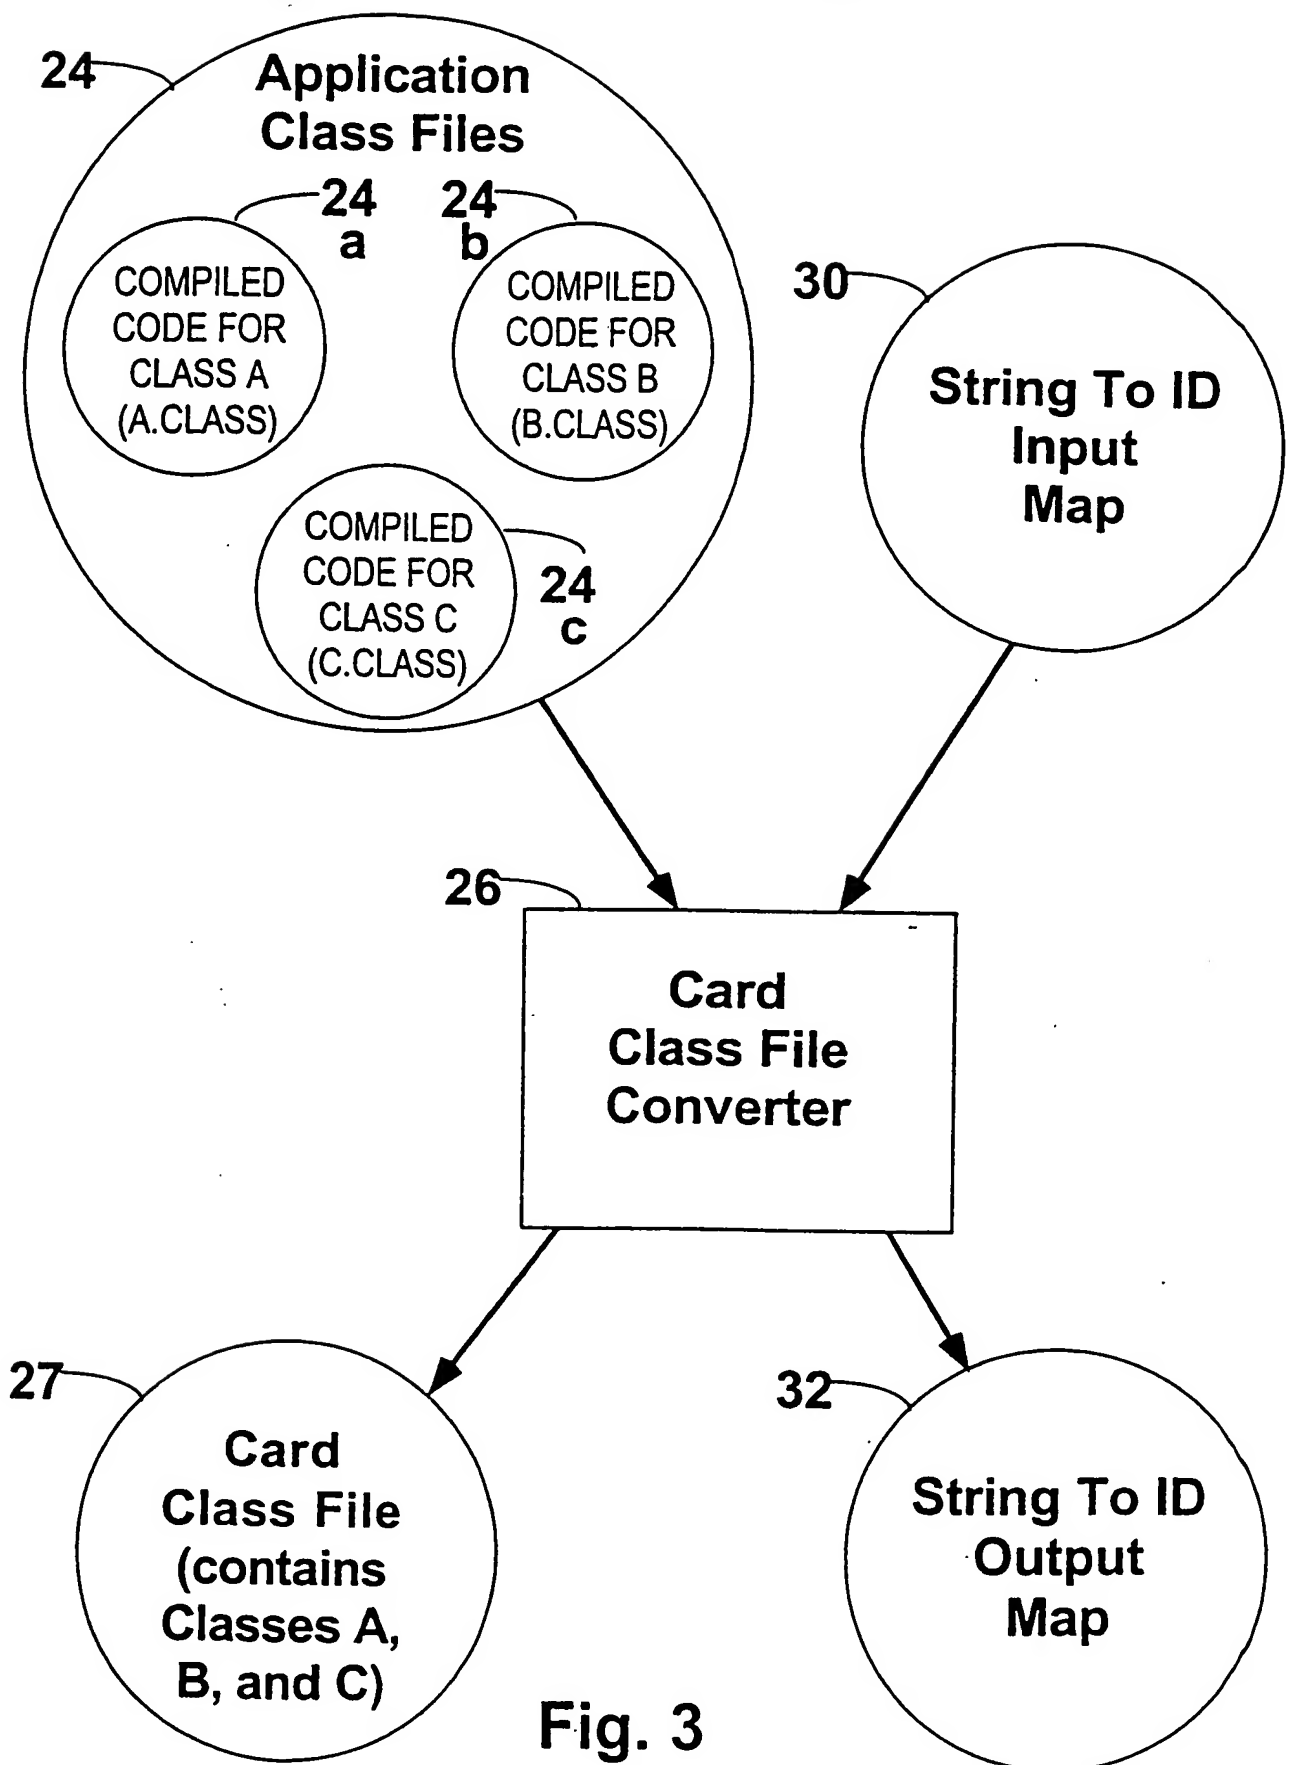 24
Application
Class Files
24
a
24
b
COMPILED
CODE FOR
CLASS A
(A.CLASS)
COMPILED
CODE FOR
CLASS B
(B.CLASS)
COMPILED
CODE FOR
CLASS C
(C.CLASS)
24
c
30
String To ID
Input
Map
26
Card
Class File
Converter
27
Card
Class File
(contains
Classes A,
B, and C)
32
String To ID
Output
Map
Fig. 3